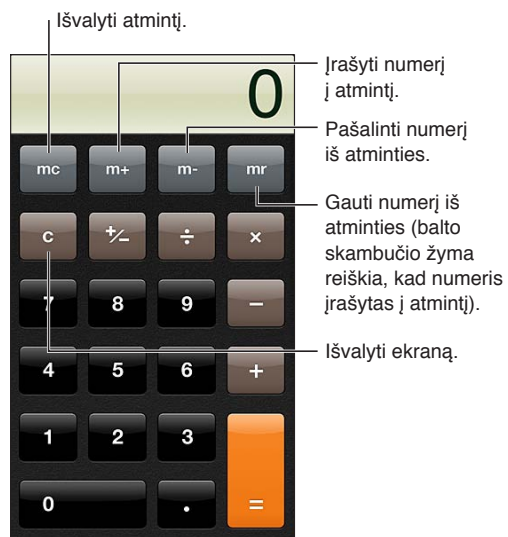 Išvalyti atmintį.
Įrašyti numerį
į atmintį.
Pašalinti numerį
iš atminties.
Gauti numerį iš
atminties (balto
skambučio žyma
reiškia, kad numeris
įrašytas į atmintį).
Išvalyti ekraną.
0
mc m+ m- mr
c +/− ÷ ×
7 8 9 −
4 5 6 +
1 2 3
0 . =